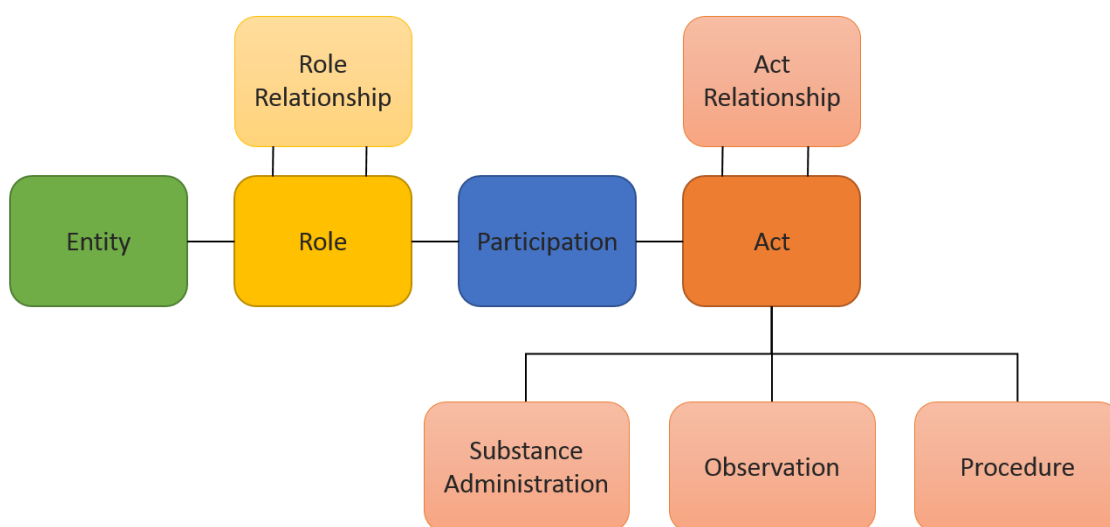 Role
Relationship
Act
Relationship
Entity
Role
Participation
Act
Substance
Administration
Observation
Procedure